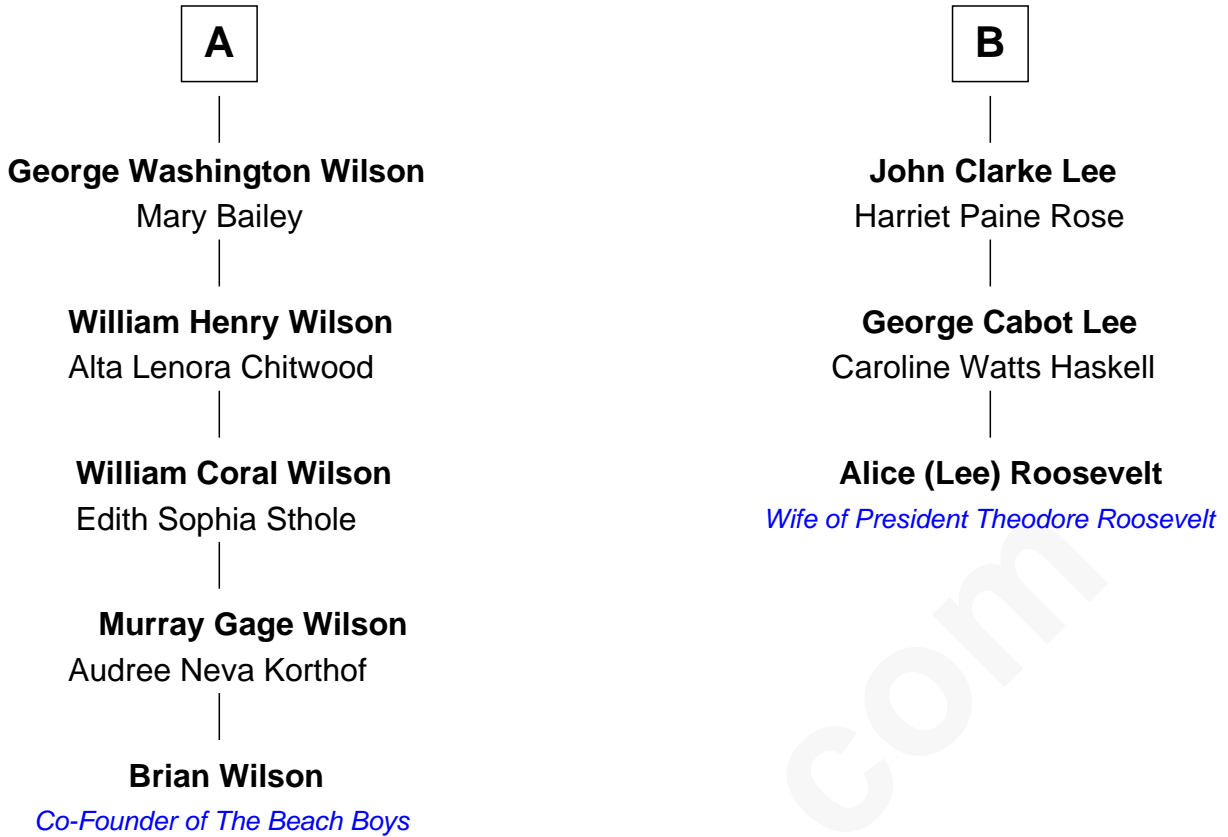 A
George Washington Wilson
Mary Bailey
William Henry Wilson
Alta Lenora Chitwood
William Coral Wilson
Edith Sophia Sthole
Murray Gage Wilson
Audree Neva Korthof
Brian Wilson
Co-Founder of The Beach Boys
B
John Clarke Lee
Harriet Paine Rose
George Cabot Lee
Caroline Watts Haskell
Alice (Lee) Roosevelt
Wife of President Theodore Roosevelt
com